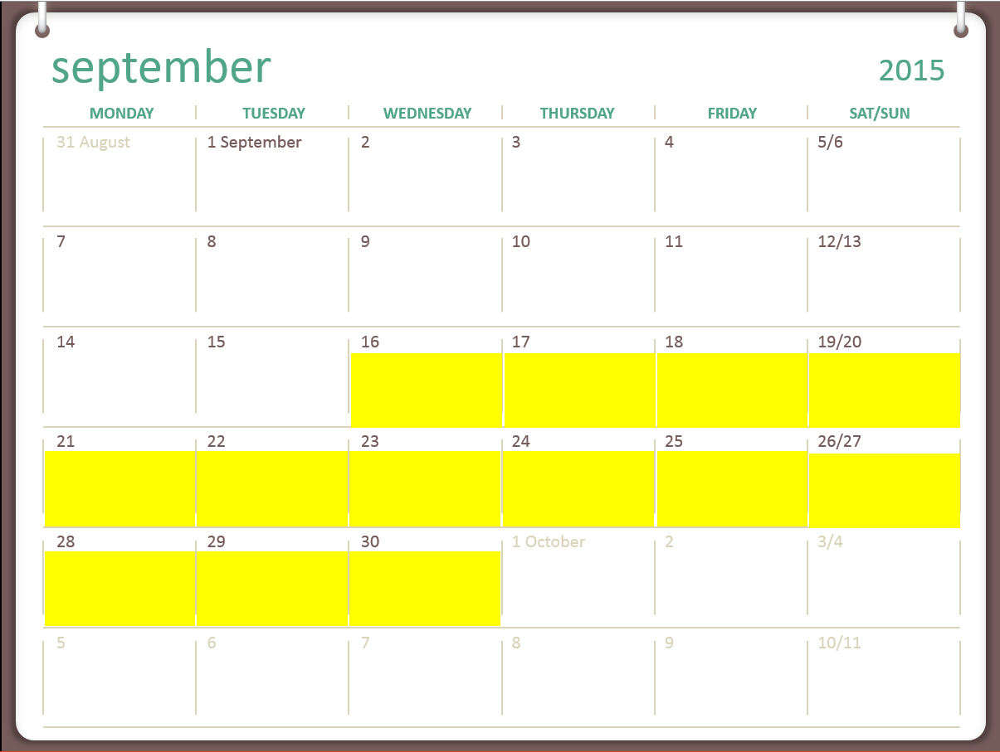 september 2015
MONDAY TUESDAY WEDNESDAY THURSDAY FRIDAY SAT/SUN
31 August 1 September 2 3 4 5/6
7 8 9 10 11 12/13
14 15 16 17 18 19/20
21 22 23 24 25 26/27
28 29 30 1 October 2 3/4
5 6 7 8 9 10/11